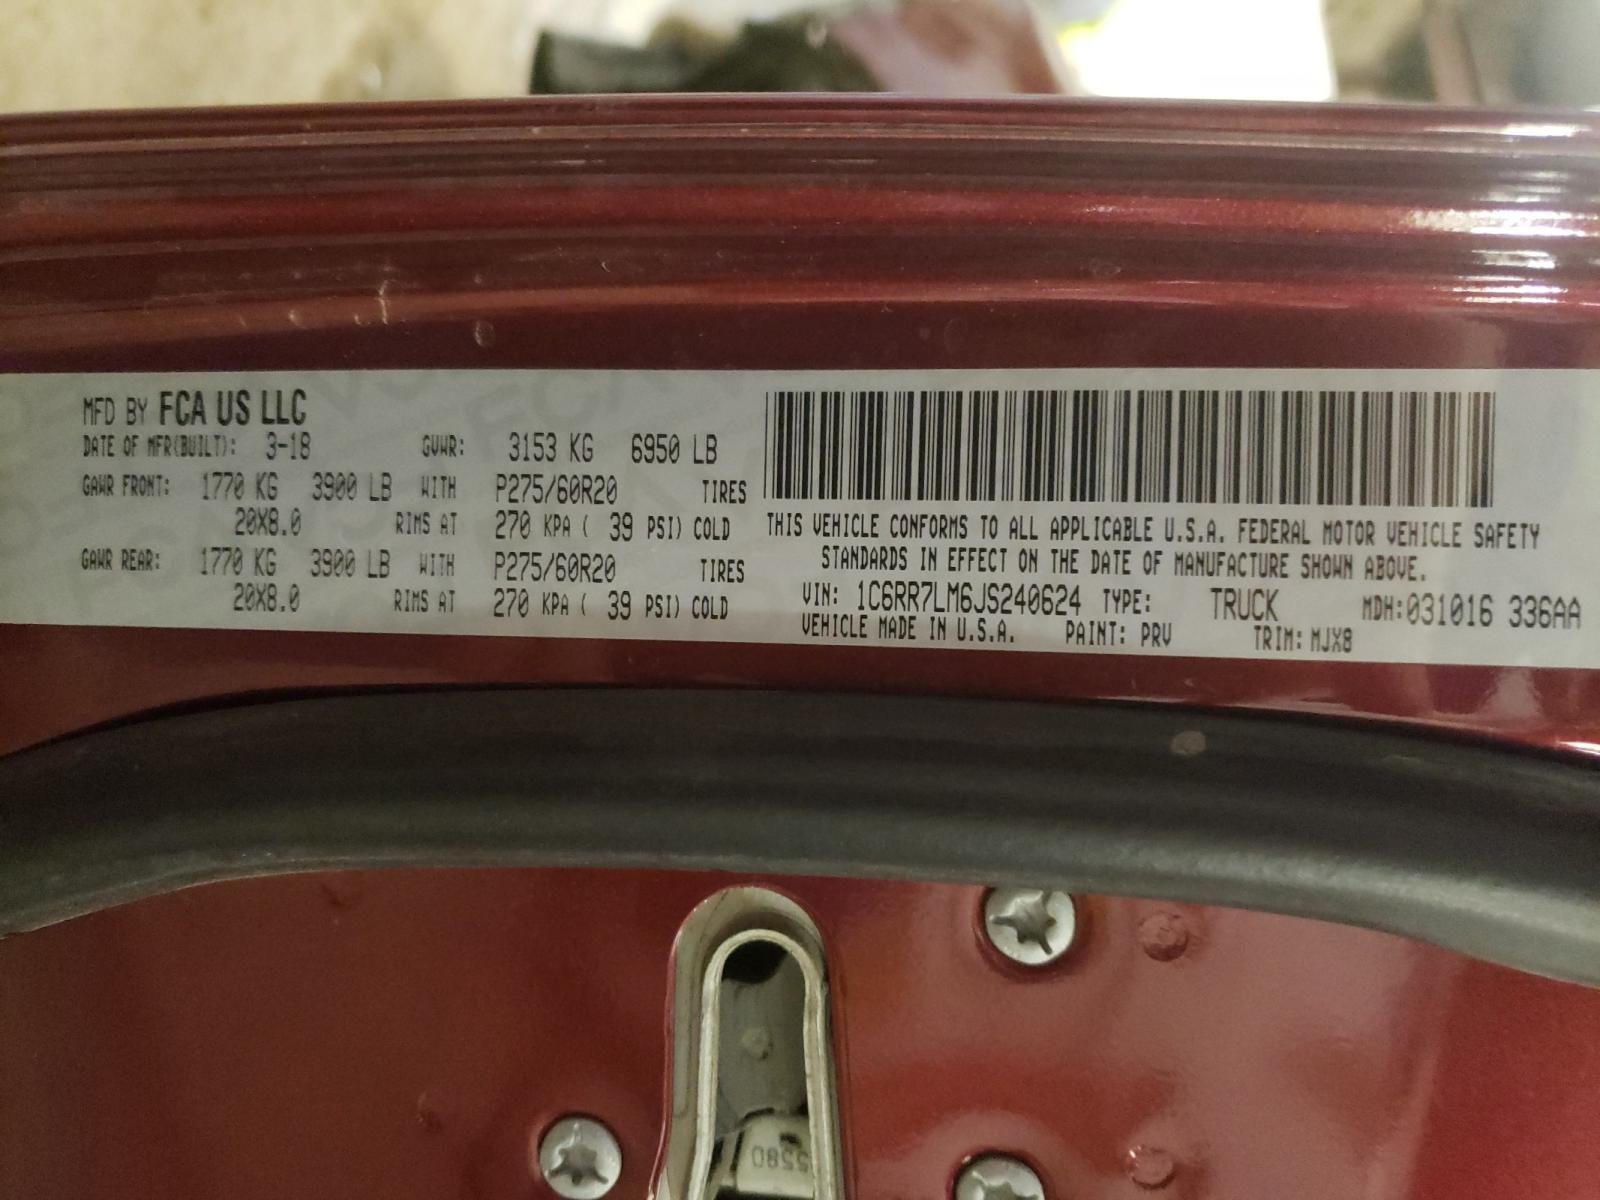 MFD BY FCA US LLC
DATE OF MFR(BUILT): 3-18 GVWR: 3153 KG 6950 LB
GAWR FRONT: 1770 KG 3900 LB WITH P275/60R20 TIRES
20X8.0 RIMS AT 270 KPA ( 39 PSI) COLD
GAWR REAR: 1770 KG 3900 LB WITH P275/60R20 TIRES
20X8.0 RIMS AT 270 KPA ( 39 PSI) COLD
THIS VEHICLE CONFORMS TO ALL APPLICABLE U.S.A. FEDERAL MOTOR VEHICLE SAFETY
STANDARDS IN EFFECT ON THE DATE OF MANUFACTURE SHOWN ABOVE.
VIN: 1C6RR7LM6JS240624 TYPE: TRUCK MDH:031016 336AA
VEHICLE MADE IN U.S.A. PAINT: PRV TRIM: MJX8